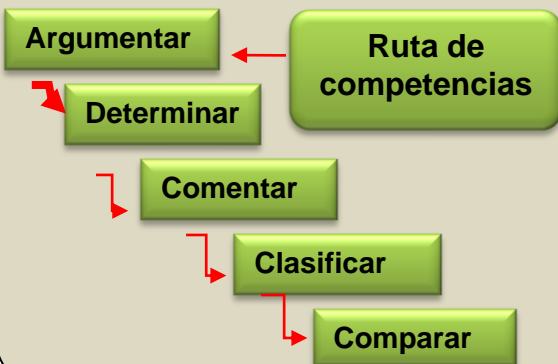 Argumentar
Ruta de
competencias
Determinar
Comentar
Clasificar
Comparar